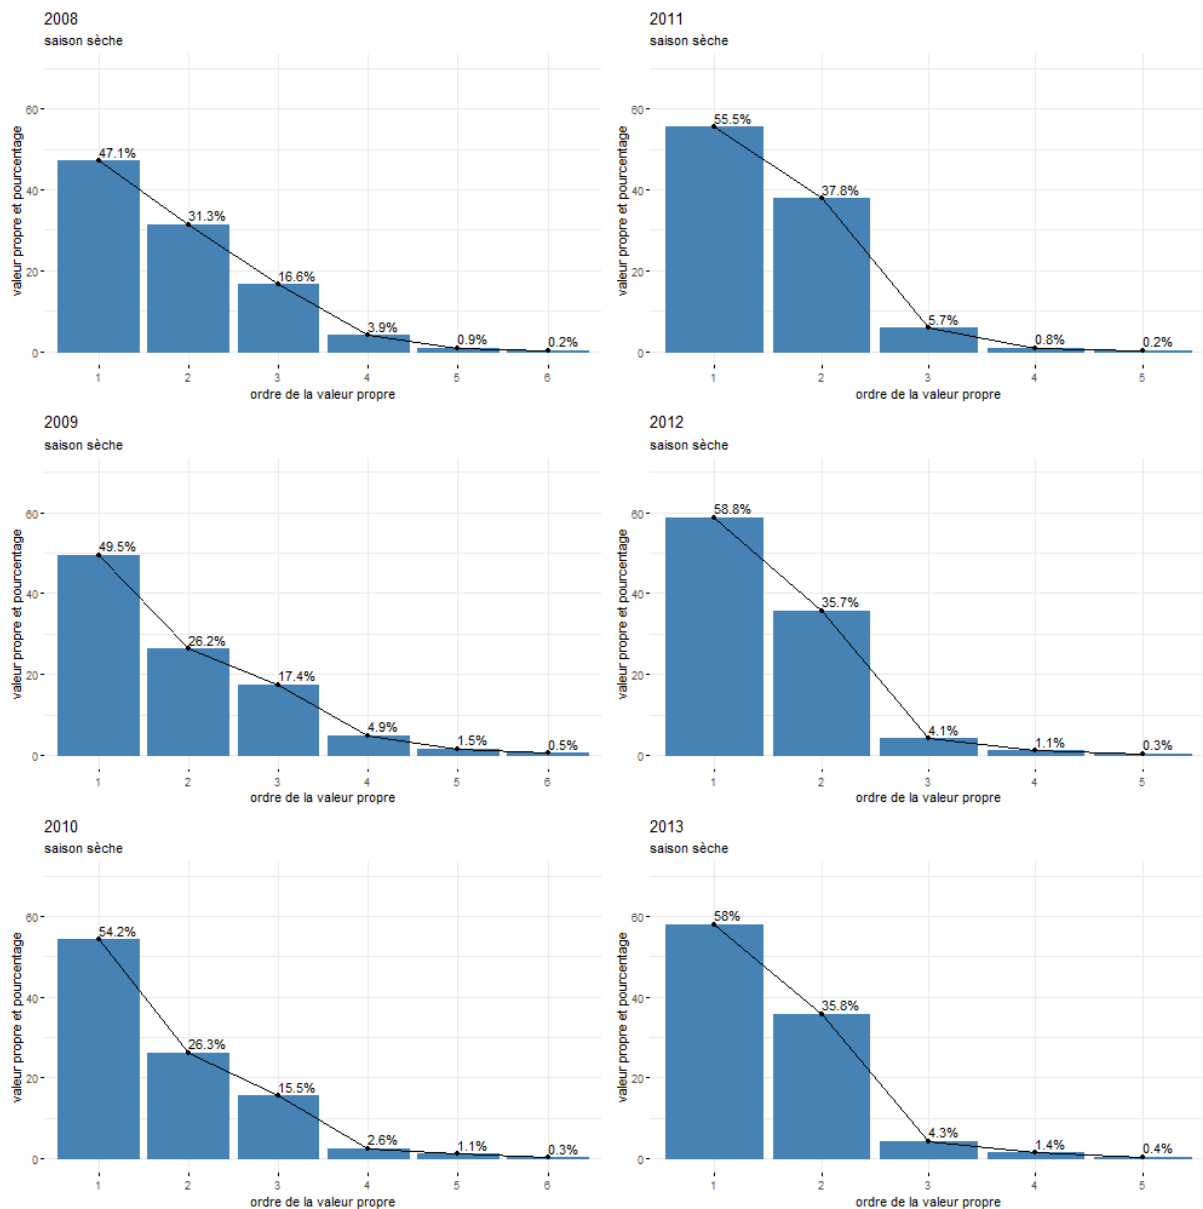 2008
saison sèche
valeur propre et pourcentage
60
40
20
0
47.1%
31.3%
16.6%
3.9%
0.9%
0.2%
1 2 3 4 5 6
ordre de la valeur propre
2011
saison sèche
valeur propre et pourcentage
60
40
20
0
55.5%
37.8%
5.7%
0.8%
0.2%
1 2 3 4 5
ordre de la valeur propre
2009
saison sèche
valeur propre et pourcentage
60
40
20
0
49.5%
26.2%
17.4%
4.9%
1.5%
0.5%
1 2 3 4 5 6
ordre de la valeur propre
2012
saison sèche
valeur propre et pourcentage
60
40
20
0
58.8%
35.7%
4.1%
1.1%
0.3%
1 2 3 4 5
ordre de la valeur propre
2010
saison sèche
valeur propre et pourcentage
60
40
20
0
54.2%
26.3%
15.5%
2.6%
1.1%
0.3%
1 2 3 4 5 6
ordre de la valeur propre
2013
saison sèche
valeur propre et pourcentage
60
40
20
0
58%
35.8%
4.3%
1.4%
0.4%
1 2 3 4 5
ordre de la valeur propre